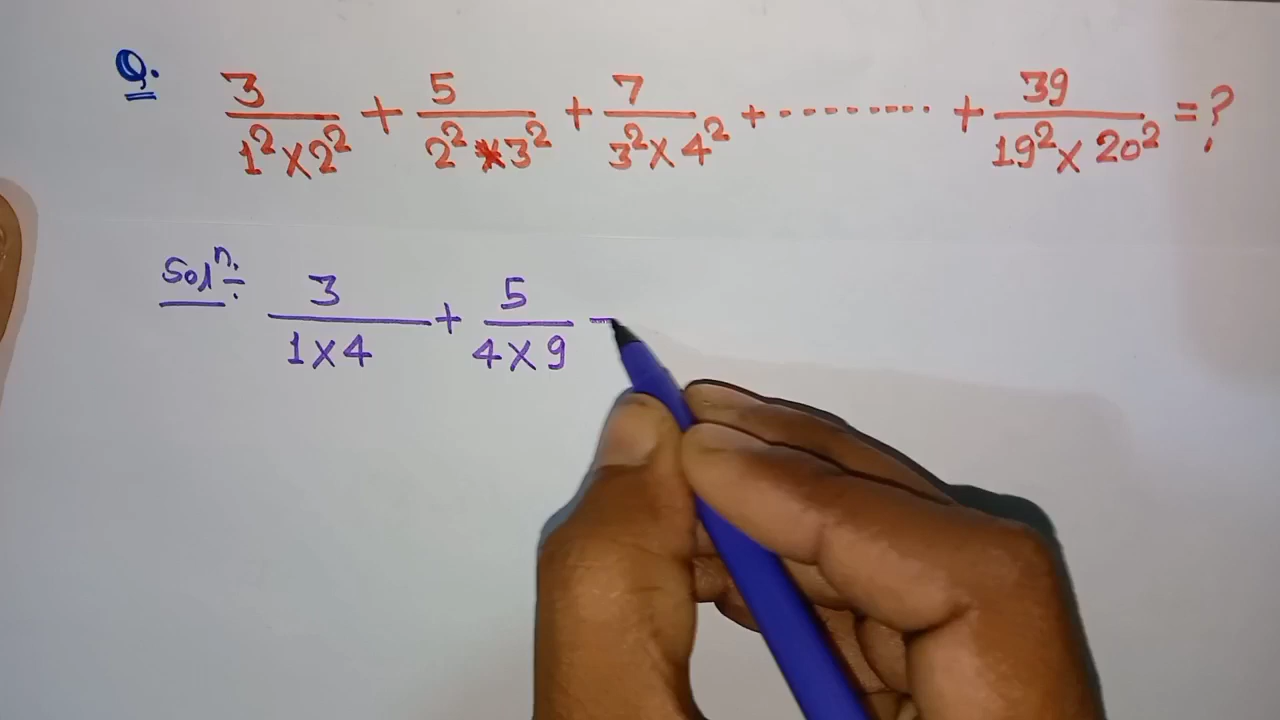 Q. 3/(1²×2²) + 5/(2²×3²) + 7/(3²×4²) + ......... + 39/(19²×20²) = ?
Solⁿ:- 3/(1×4) + 5/(4×9)